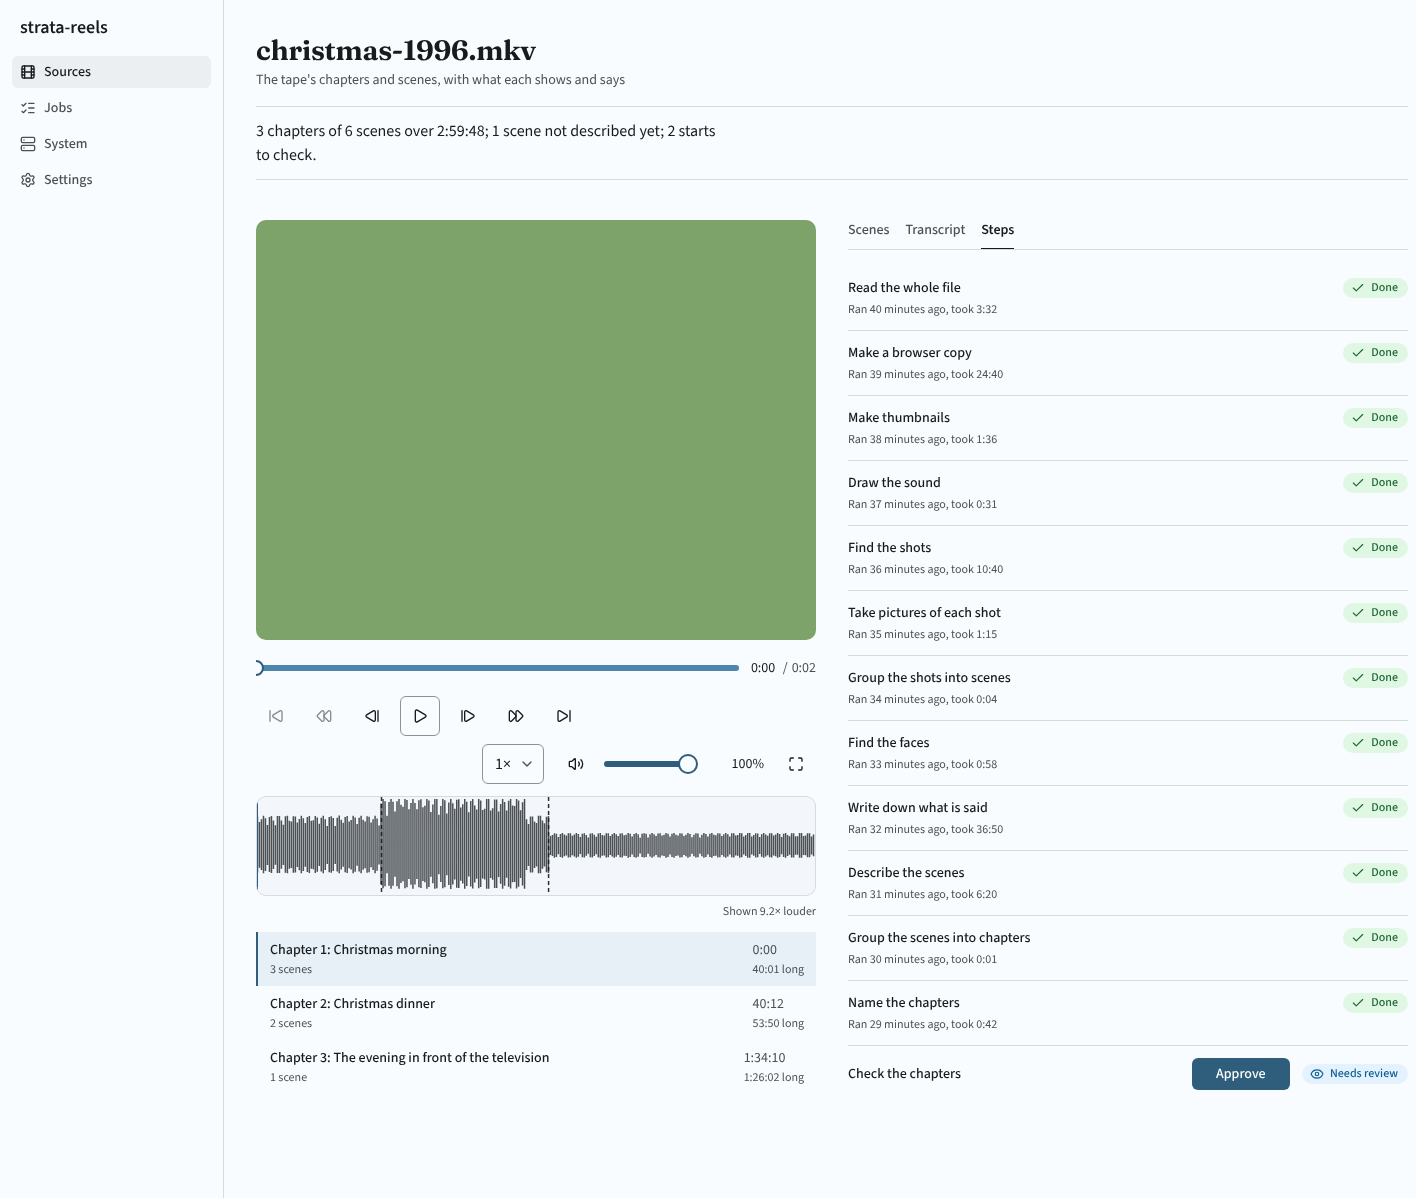 strata-reels
Sources
Jobs
System
Settings
christmas-1996.mkv
The tape's chapters and scenes, with what each shows and says
3 chapters of 6 scenes over 2:59:48; 1 scene not described yet; 2 starts
to check.
0:00 / 0:02
1×
100%
Shown 9.2× louder
Chapter 1: Christmas morning 0:00
3 scenes 40:01 long
Chapter 2: Christmas dinner 40:12
2 scenes 53:50 long
Chapter 3: The evening in front of the television 1:34:10
1 scene 1:26:02 long
Scenes Transcript Steps
Read the whole file Done
Ran 40 minutes ago, took 3:32
Make a browser copy Done
Ran 39 minutes ago, took 24:40
Make thumbnails Done
Ran 38 minutes ago, took 1:36
Draw the sound Done
Ran 37 minutes ago, took 0:31
Find the shots Done
Ran 36 minutes ago, took 10:40
Take pictures of each shot Done
Ran 35 minutes ago, took 1:15
Group the shots into scenes Done
Ran 34 minutes ago, took 0:04
Find the faces Done
Ran 33 minutes ago, took 0:58
Write down what is said Done
Ran 32 minutes ago, took 36:50
Describe the scenes Done
Ran 31 minutes ago, took 6:20
Group the scenes into chapters Done
Ran 30 minutes ago, took 0:01
Name the chapters Done
Ran 29 minutes ago, took 0:42
Check the chapters Approve Needs review